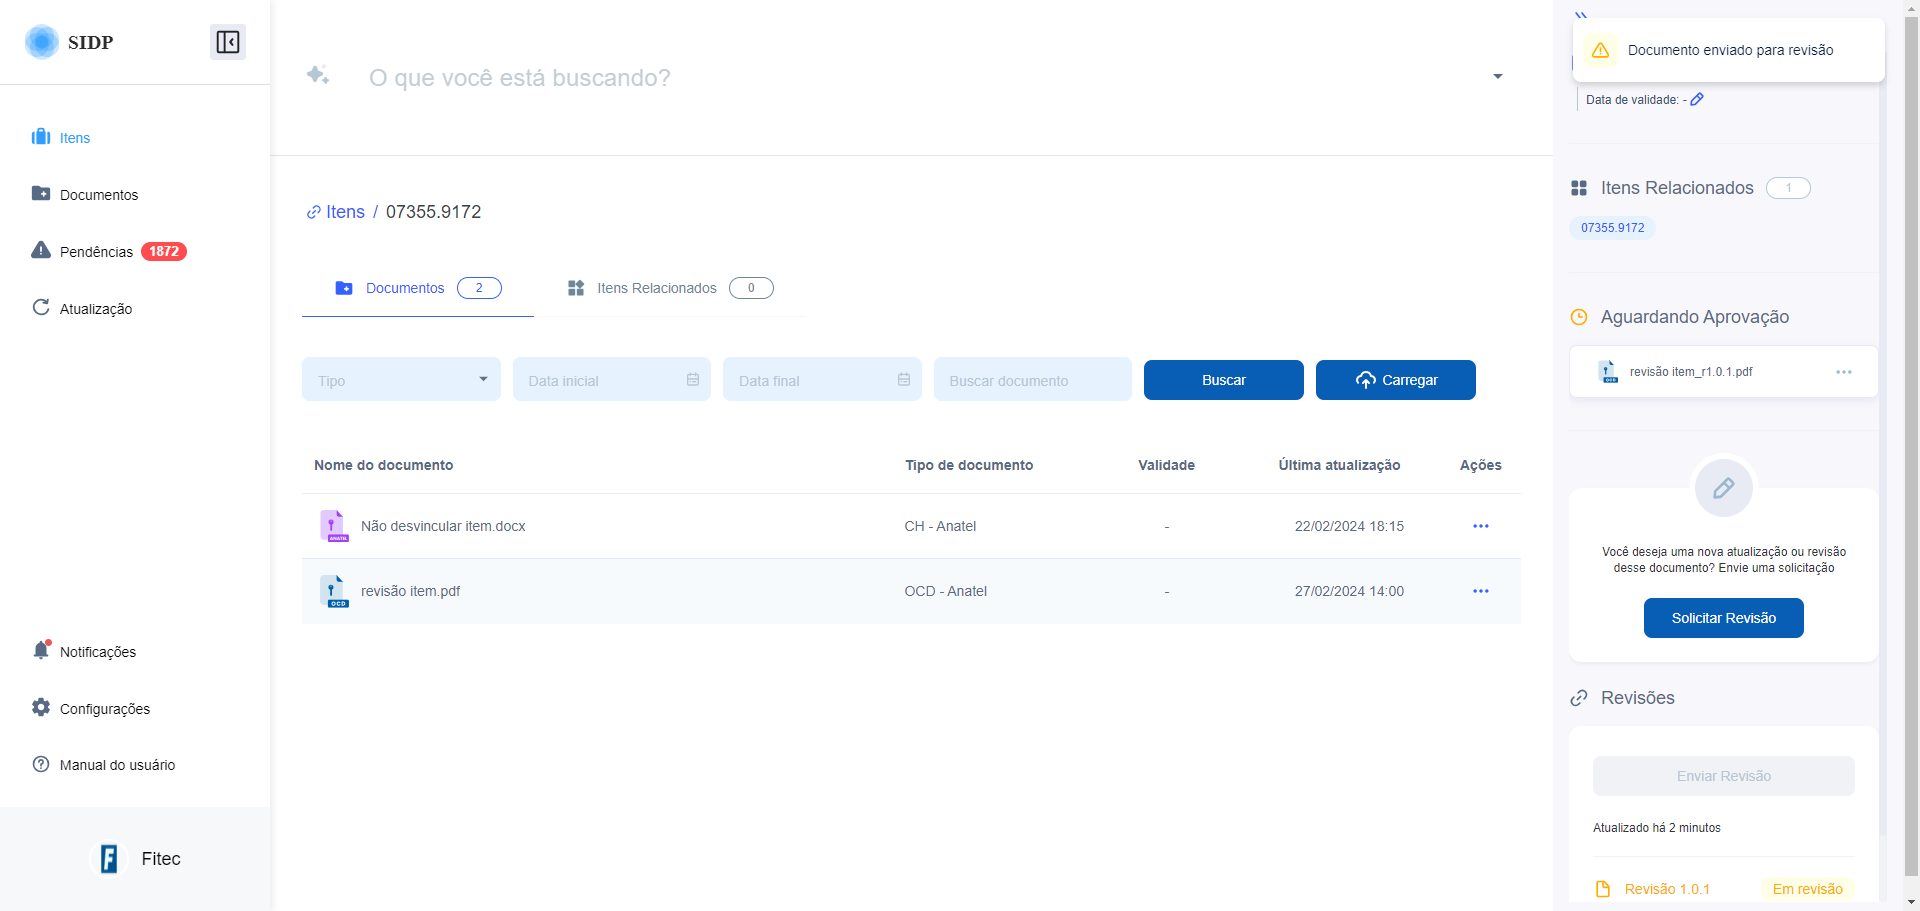 SIDP
Itens
Documentos
Pendências 1872
Atualização
Notificações
Configurações
Manual do usuário
Fitec
O que você está buscando?
Itens / 07355.9172
Documentos 2
Itens Relacionados 0
Tipo
Data inicial
Data final
Buscar documento
Buscar
Carregar
Nome do documento Tipo de documento Validade Última atualização Ações
ANATEL Não desvincular item.docx CH - Anatel - 22/02/2024 18:15
OCD revisão item.pdf OCD - Anatel - 27/02/2024 14:00
Documento enviado para revisão
Data de validade: -
Itens Relacionados 1
07355.9172
Aguardando Aprovação
OCD revisão item_r1.0.1.pdf
Você deseja uma nova atualização ou revisão
desse documento? Envie uma solicitação
Solicitar Revisão
Revisões
Enviar Revisão
Atualizado há 2 minutos
Revisão 1.0.1 Em revisão